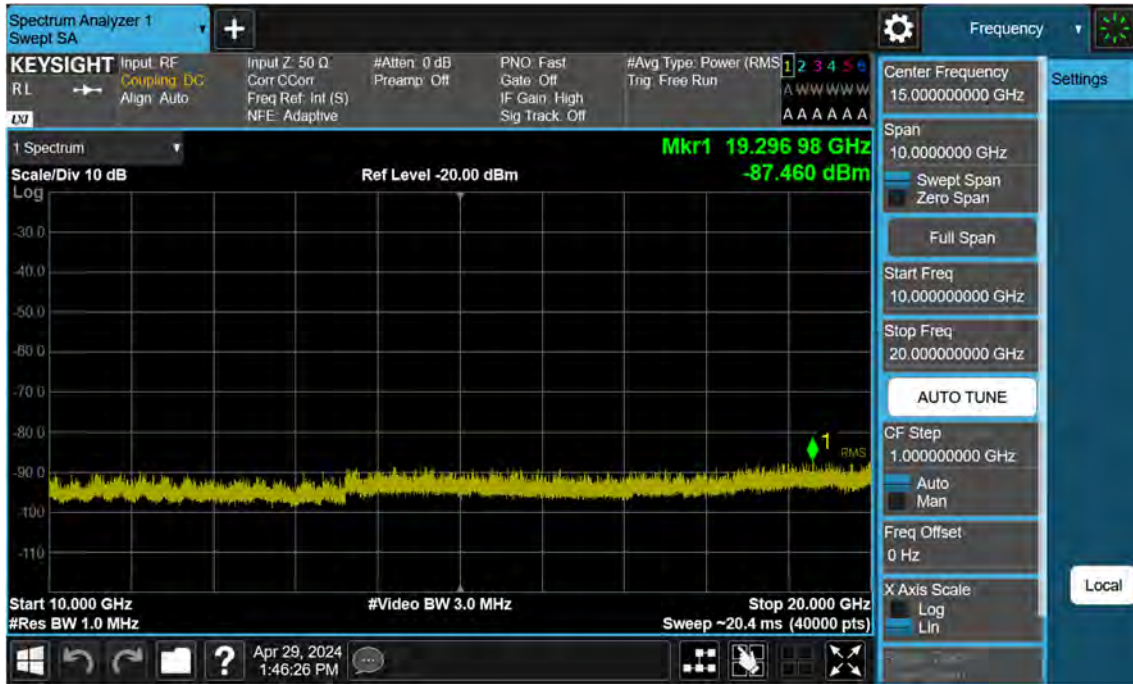 Spectrum Analyzer 1
Swept SA
+
Frequency
KEYSIGHT
RL
LXI
Input: RF
Coupling: DC
Align: Auto
Input Z: 50 Ω
Corr CCorr
Freq Ref: Int (S)
NFE: Adaptive
#Atten: 0 dB
Preamp: Off
PNO: Fast
Gate: Off
IF Gain: High
Sig Track: Off
#Avg Type: Power (RMS
Trig: Free Run
1 2 3 4 5 6
A W W W W W
A A A A A A
1 Spectrum
Scale/Div 10 dB
Ref Level -20.00 dBm
Mkr1 19.296 98 GHz
-87.460 dBm
Log
-30.0
-40.0
-50.0
-60.0
-70.0
-80.0
-90.0
-100
-110
1
RMS
Start 10.000 GHz
#Video BW 3.0 MHz
Stop 20.000 GHz
#Res BW 1.0 MHz
Sweep ~20.4 ms (40000 pts)
Apr 29, 2024
1:46:26 PM
?
Center Frequency
15.000000000 GHz
Settings
Span
10.0000000 GHz
Swept Span
Zero Span
Full Span
Start Freq
10.000000000 GHz
Stop Freq
20.000000000 GHz
AUTO TUNE
CF Step
1.000000000 GHz
Auto
Man
Freq Offset
0 Hz
X Axis Scale
Log
Lin
Local